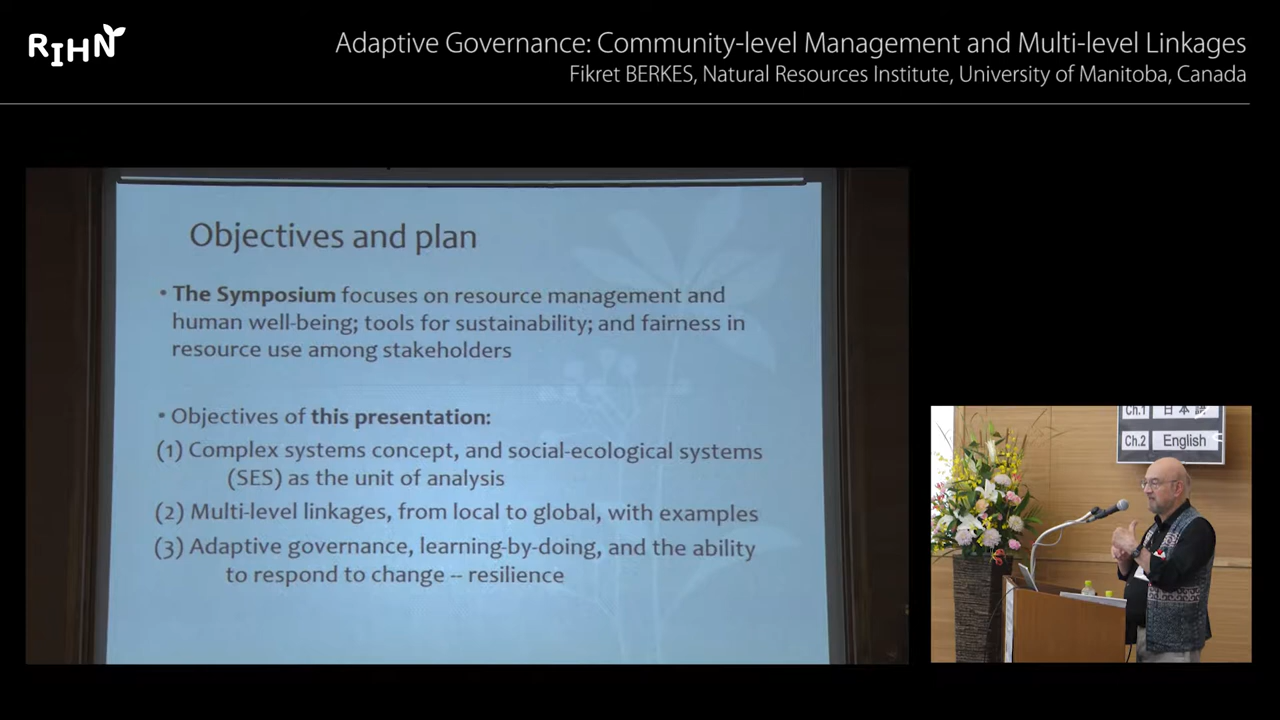 RIHN
Adaptive Governance: Community-level Management and Multi-level Linkages
Fikret BERKES, Natural Resources Institute, University of Manitoba, Canada
Objectives and plan
• The Symposium focuses on resource management and
human well-being; tools for sustainability; and fairness in
resource use among stakeholders
• Objectives of this presentation:
(1) Complex systems concept, and social-ecological systems
(SES) as the unit of analysis
(2) Multi-level linkages, from local to global, with examples
(3) Adaptive governance, learning-by-doing, and the ability
to respond to change -- resilience
Ch.1 日本語
Ch.2 English